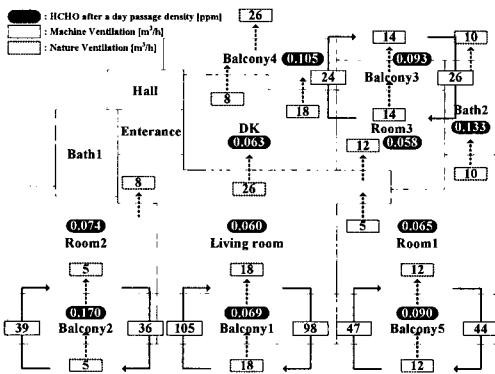 : HCHO after a day passage density [ppm]
: Machine Ventilation [m³/h]
: Nature Ventilation [m³/h]
26
Balcony4 0.105
14
10
24
0.093
Balcony3
26
8
18
14
Bath2
Hall
Enterance
DK
0.063
Room3
0.058
0.133
12
Bath1
8
26
10
5
0.074
Room2
0.060
Living room
0.065
Room1
5
18
12
39
0.170
Balcony2
36
105
0.069
Balcony1
98
47
0.090
Balcony5
44
5
18
12